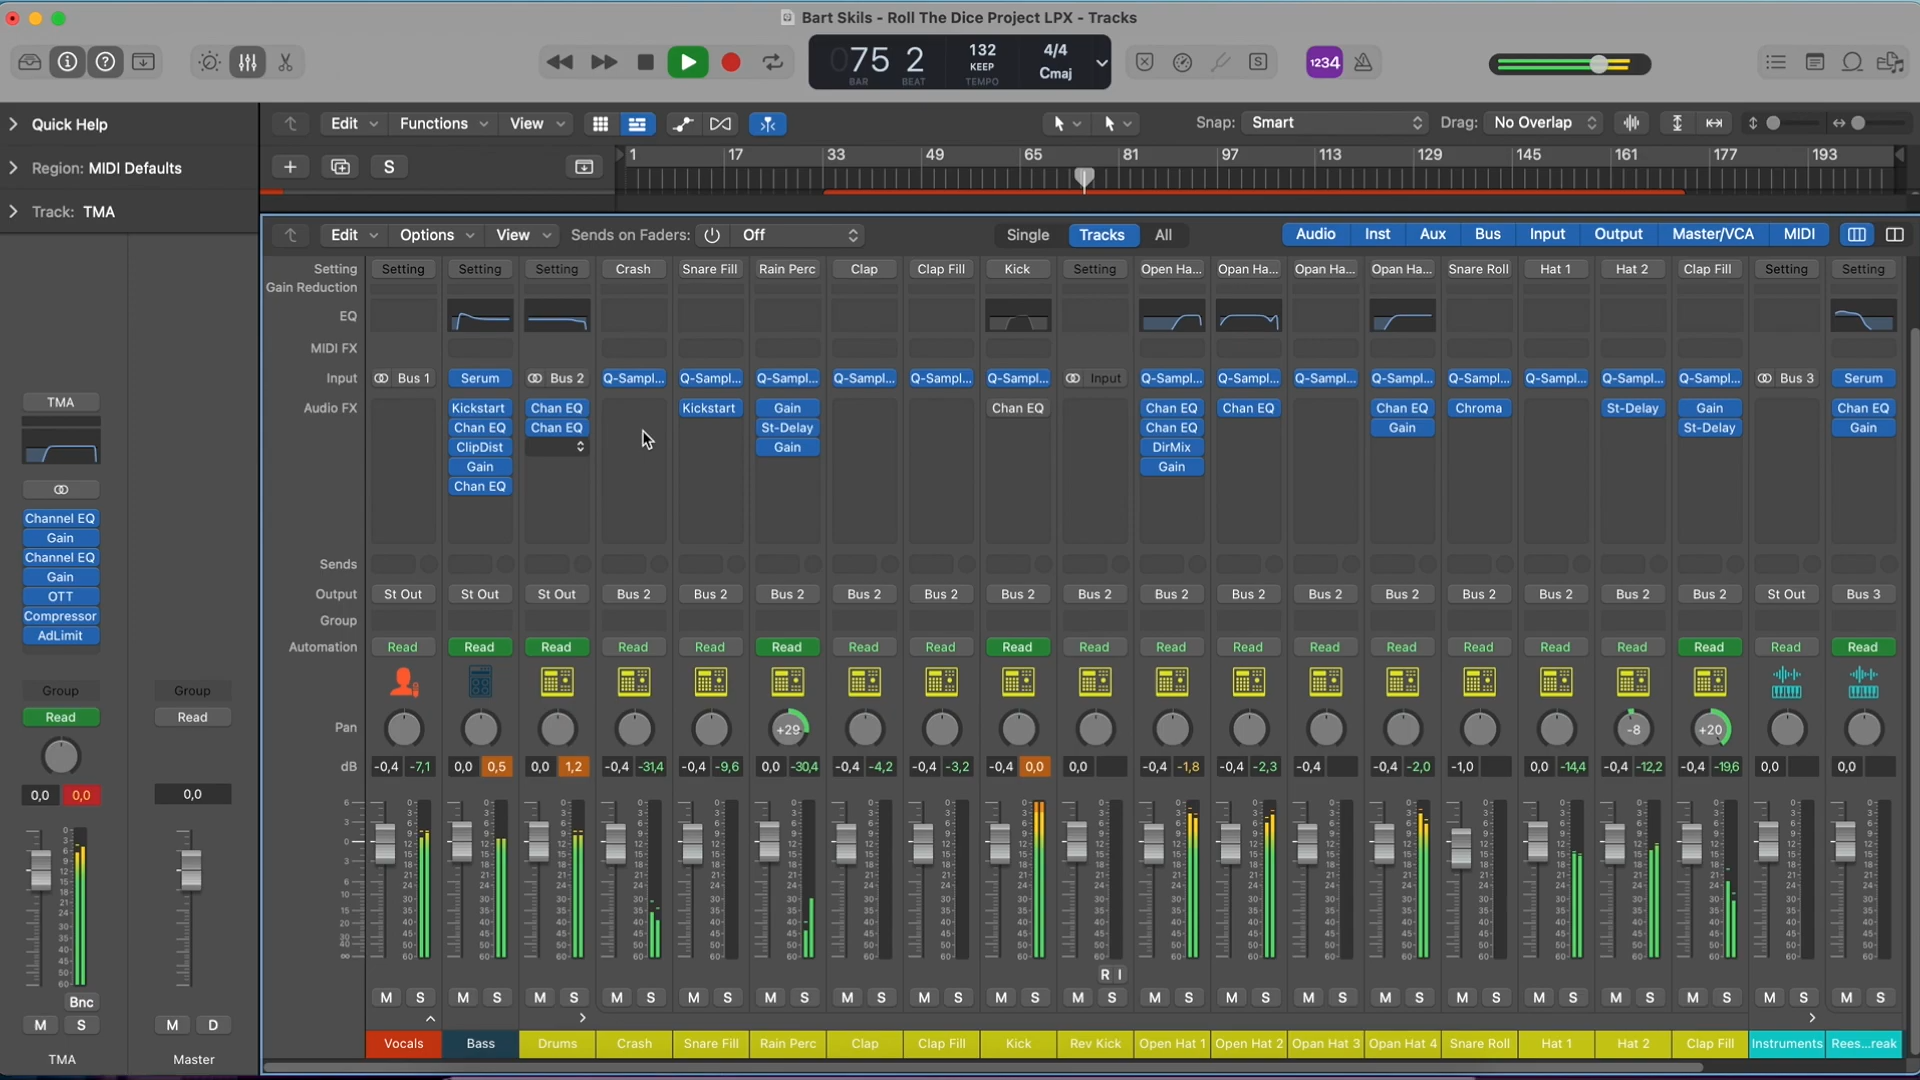 Bart Skils - Roll The Dice Project LPX - Tracks
075 2 132 KEEP TEMPO 4/4 Cmaj 1234
BAR BEAT
Quick Help
Edit Functions View Snap: Smart Drag: No Overlap
Region: MIDI Defaults
S
1 17 33 49 65 81 97 113 129 145 161 177 193
Track: TMA
Edit Options View Sends on Faders: Off Single Tracks All Audio Inst Aux Bus Input Output Master/VCA MIDI
Setting Setting Setting Setting Crash Snare Fill Rain Perc Clap Clap Fill Kick Setting Open Ha... Opan Ha... Opan Ha... Opan Ha... Snare Roll Hat 1 Hat 2 Clap Fill Setting Setting
Gain Reduction
EQ
MIDI FX
Input Bus 1 Serum Bus 2 Q-Sampl... Q-Sampl... Q-Sampl... Q-Sampl... Q-Sampl... Q-Sampl... Input Q-Sampl... Q-Sampl... Q-Sampl... Q-Sampl... Q-Sampl... Q-Sampl... Q-Sampl... Q-Sampl... Bus 3 Serum
Audio FX Kickstart Chan EQ Kickstart Gain Chan EQ Chan EQ Chan EQ Chan EQ Chroma St-Delay Gain Chan EQ
Chan EQ Chan EQ St-Delay Chan EQ Gain St-Delay Gain
ClipDist Gain DirMix
Gain Gain
Chan EQ
TMA
Channel EQ
Gain
Channel EQ
Gain
OTT
Compressor
AdLimit
Sends
Output St Out St Out St Out Bus 2 Bus 2 Bus 2 Bus 2 Bus 2 Bus 2 Bus 2 Bus 2 Bus 2 Bus 2 Bus 2 Bus 2 Bus 2 Bus 2 Bus 2 St Out Bus 3
Group
Automation Read Read Read Read Read Read Read Read Read Read Read Read Read Read Read Read Read Read Read Read
Group Group
Read Read
Pan +29 -8 +20
dB -0,4 -7,1 0,0 0,5 0,0 1,2 -0,4 -31,4 -0,4 -9,6 0,0 -30,4 -0,4 -4,2 -0,4 -3,2 -0,4 0,0 0,0 -0,4 -1,8 -0,4 -2,3 -0,4 -0,4 -2,0 -1,0 0,0 -14,4 -0,4 -12,2 -0,4 -19,6 0,0 0,0
0,0 0,0 0,0
R I
M S M S M S M S M S M S M S M S M S M S M S M S M S M S M S M S M S M S M S M S
Bnc
M S M D
Vocals Bass Drums Crash Snare Fill Rain Perc Clap Clap Fill Kick Rev Kick Open Hat 1 Open Hat 2 Opan Hat 3 Opan Hat 4 Snare Roll Hat 1 Hat 2 Clap Fill Instruments Rees...reak
TMA Master